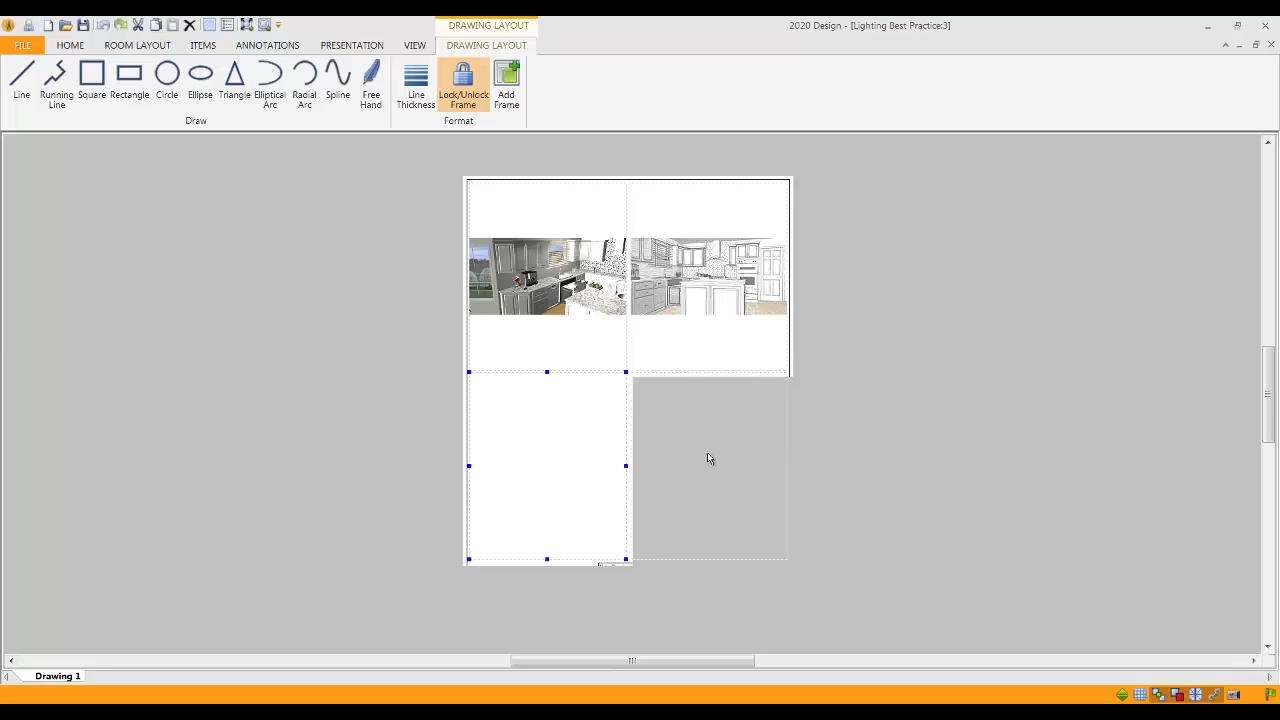 DRAWING LAYOUT
2020 Design - [Lighting Best Practice:3]
FILE HOME ROOM LAYOUT ITEMS ANNOTATIONS PRESENTATION VIEW DRAWING LAYOUT
Line
Running
Line
Square
Rectangle
Circle
Ellipse
Triangle
Elliptical
Arc
Radial
Arc
Spline
Free
Hand
Line
Thickness
Lock/Unlock
Frame
Add
Frame
Draw
Format
Drawing 1